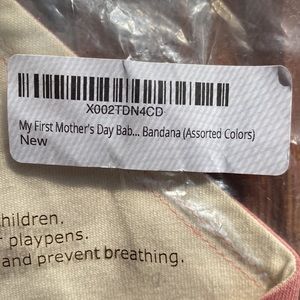 X002TDN4CD
My First Mother's Day Bab... Bandana (Assorted Colors)
New
children.
playpens.
and prevent breathing.